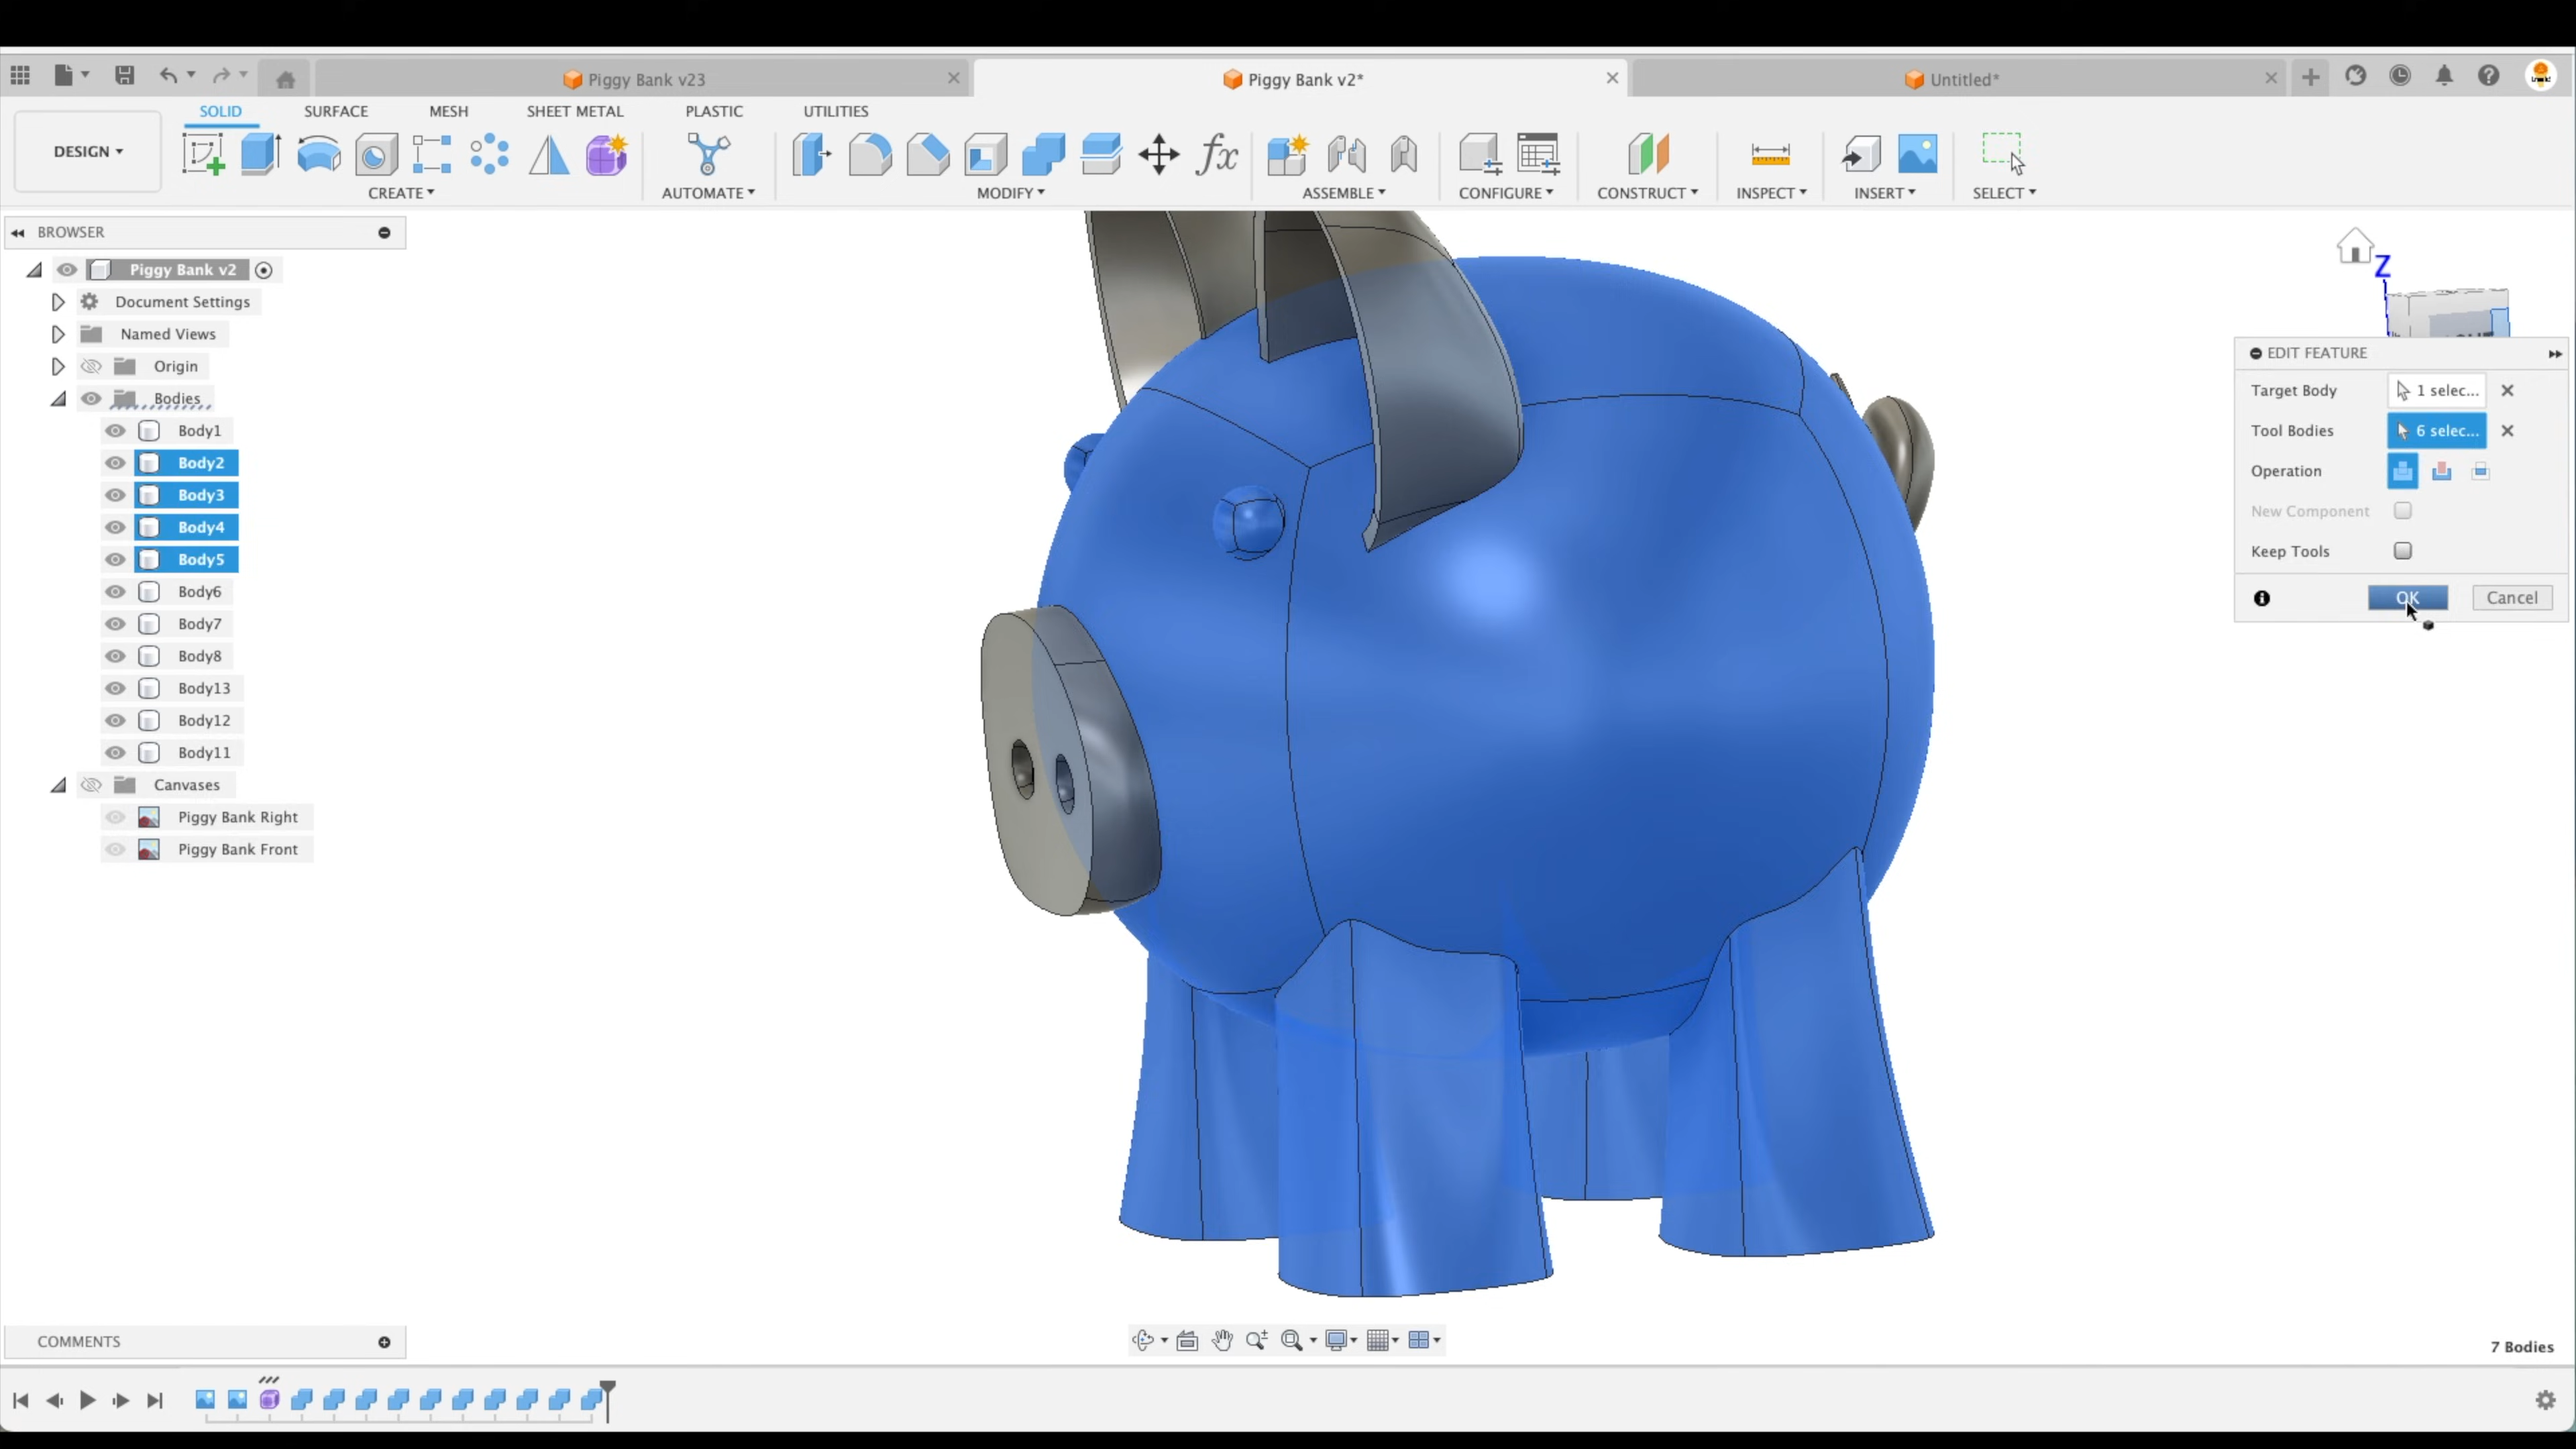 Piggy Bank v23
Piggy Bank v2*
Untitled*
SOLID
SURFACE
MESH
SHEET METAL
PLASTIC
UTILITIES
DESIGN
CREATE
AUTOMATE
MODIFY
ASSEMBLE
CONFIGURE
CONSTRUCT
INSPECT
INSERT
SELECT
fx
BROWSER
Piggy Bank v2
Document Settings
Named Views
Origin
Bodies
Body1
Body2
Body3
Body4
Body5
Body6
Body7
Body8
Body13
Body12
Body11
Canvases
Piggy Bank Right
Piggy Bank Front
Z
EDIT FEATURE
Target Body 1 selec...
Tool Bodies 6 selec...
Operation
New Component
Keep Tools
OK Cancel
COMMENTS
7 Bodies